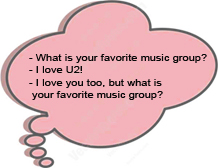 - What is your favorite music group?
- I love U2!
- I love you too, but what is
your favorite music group?